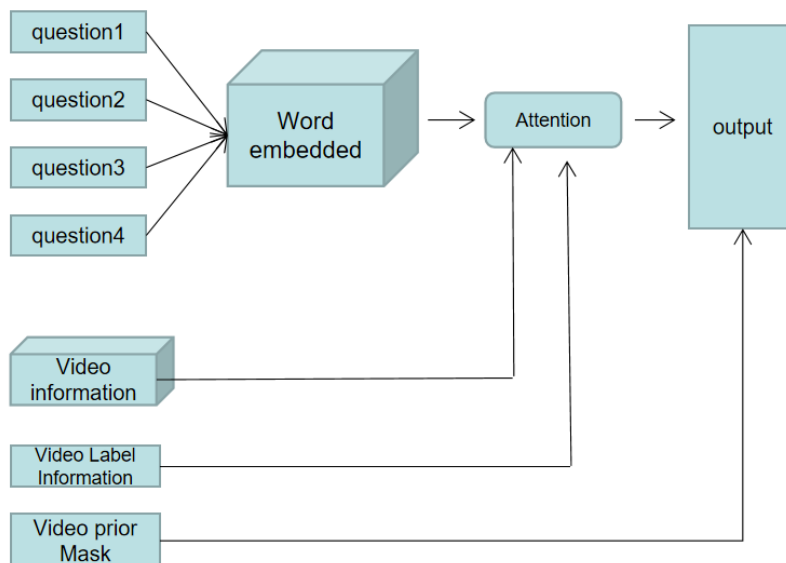 question1
question2
question3
question4
Word
embedded
Attention
output
Video
information
Video Label
Information
Video prior
Mask